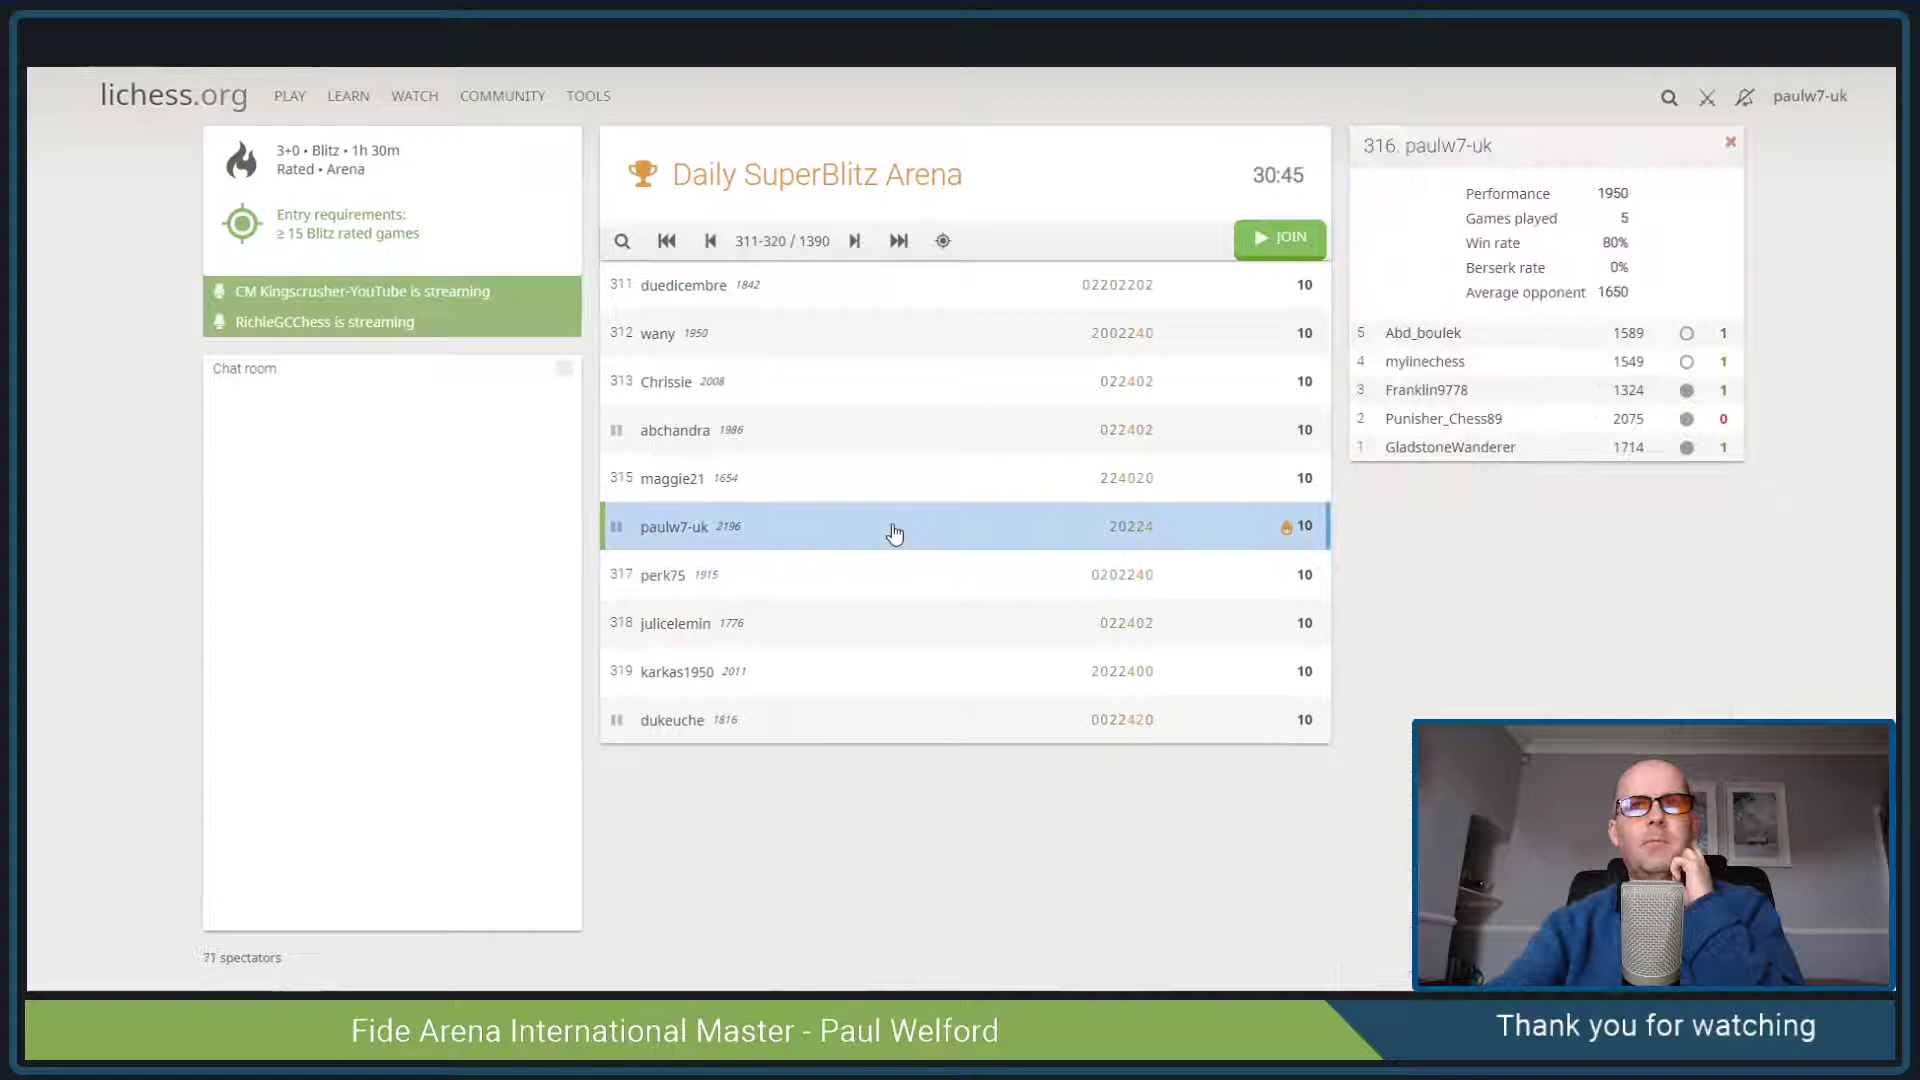 lichess.org PLAY LEARN WATCH COMMUNITY TOOLS paulw7-uk
3+0 • Blitz • 1h 30m
Rated • Arena
Entry requirements:
≥ 15 Blitz rated games
CM Kingscrusher-YouTube is streaming
RichieGCChess is streaming
Chat room
71 spectators
Daily SuperBlitz Arena 30:45
311-320 / 1390 JOIN
311 duedicembre 1842 02202202 10
312 wany 1950 2002240 10
313 Chrissie 2008 022402 10
abchandra 1986 022402 10
315 maggie21 1654 224020 10
paulw7-uk 2196 20224 10
317 perk75 1915 0202240 10
318 julicelemin 1776 022402 10
319 karkas1950 2011 2022400 10
dukeuche 1816 0022420 10
316. paulw7-uk
Performance 1950
Games played 5
Win rate 80%
Berserk rate 0%
Average opponent 1650
5 Abd_boulek 1589 1
4 mylinechess 1549 1
3 Franklin9778 1324 1
2 Punisher_Chess89 2075 0
1 GladstoneWanderer 1714 1
Fide Arena International Master - Paul Welford
Thank you for watching